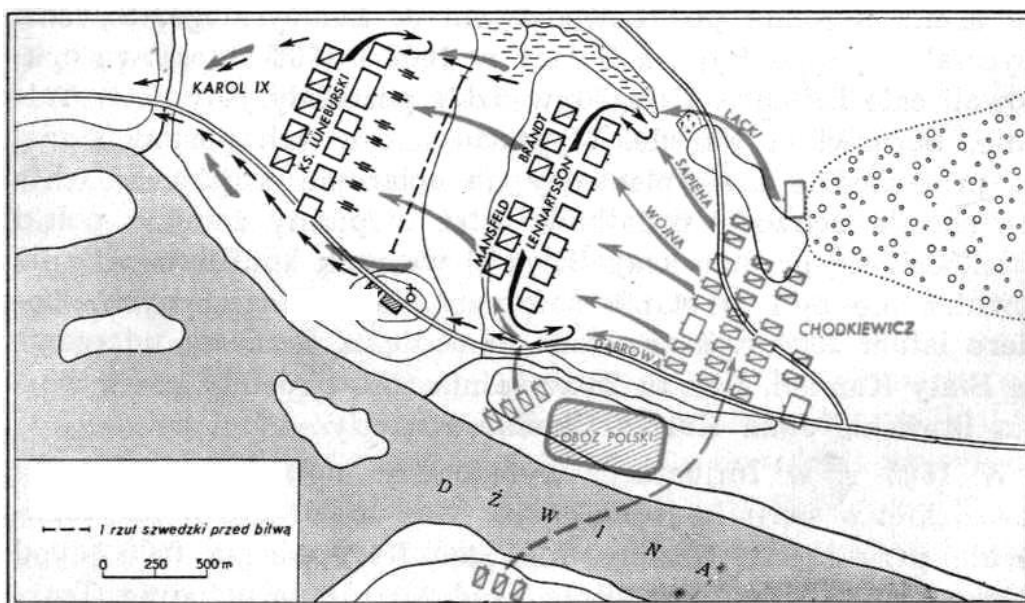 KAROL IX
KS. LÜNEBURSKI
BRANDT
MANSFELD
LENNARTSSON
ŁĄCKI
SAPIEHA
WOJNA
DĄBROWA
CHODKIEWICZ
OBÓZ POLSKI
D Ź W I N A
1 rzut szwedzki przed bitwą
0 250 500 m